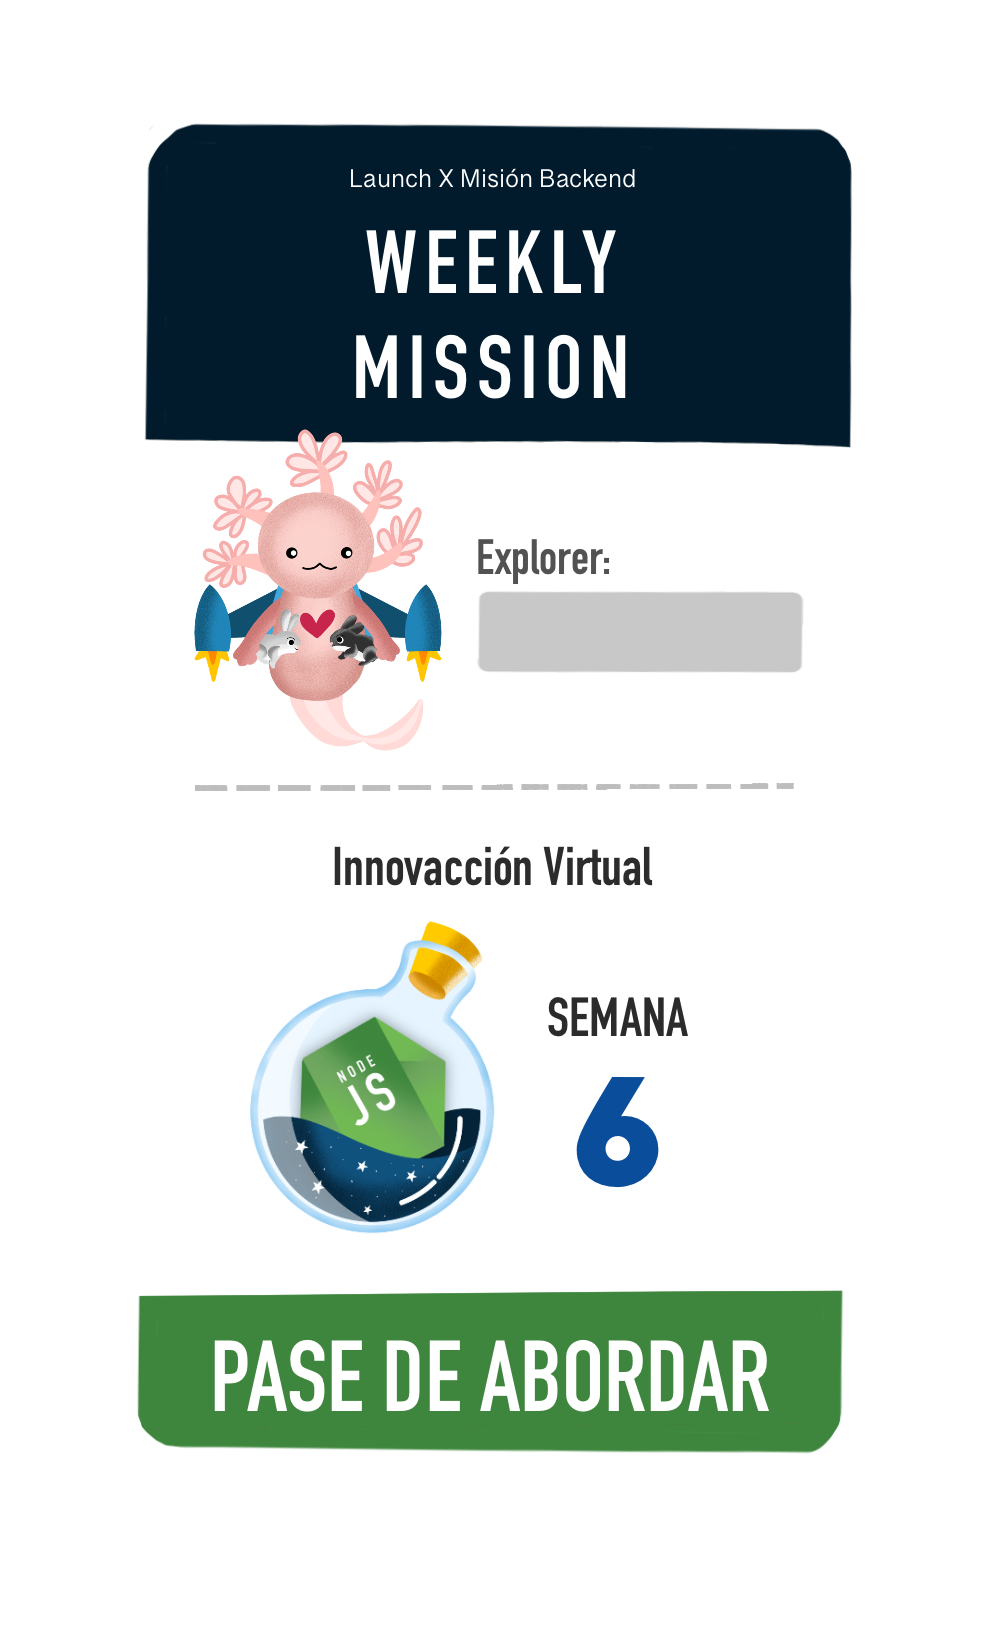 Launch X Misión Backend
WEEKLY
MISSION
Explorer:
Innovacción Virtual
NODE
JS
SEMANA
6
PASE DE ABORDAR